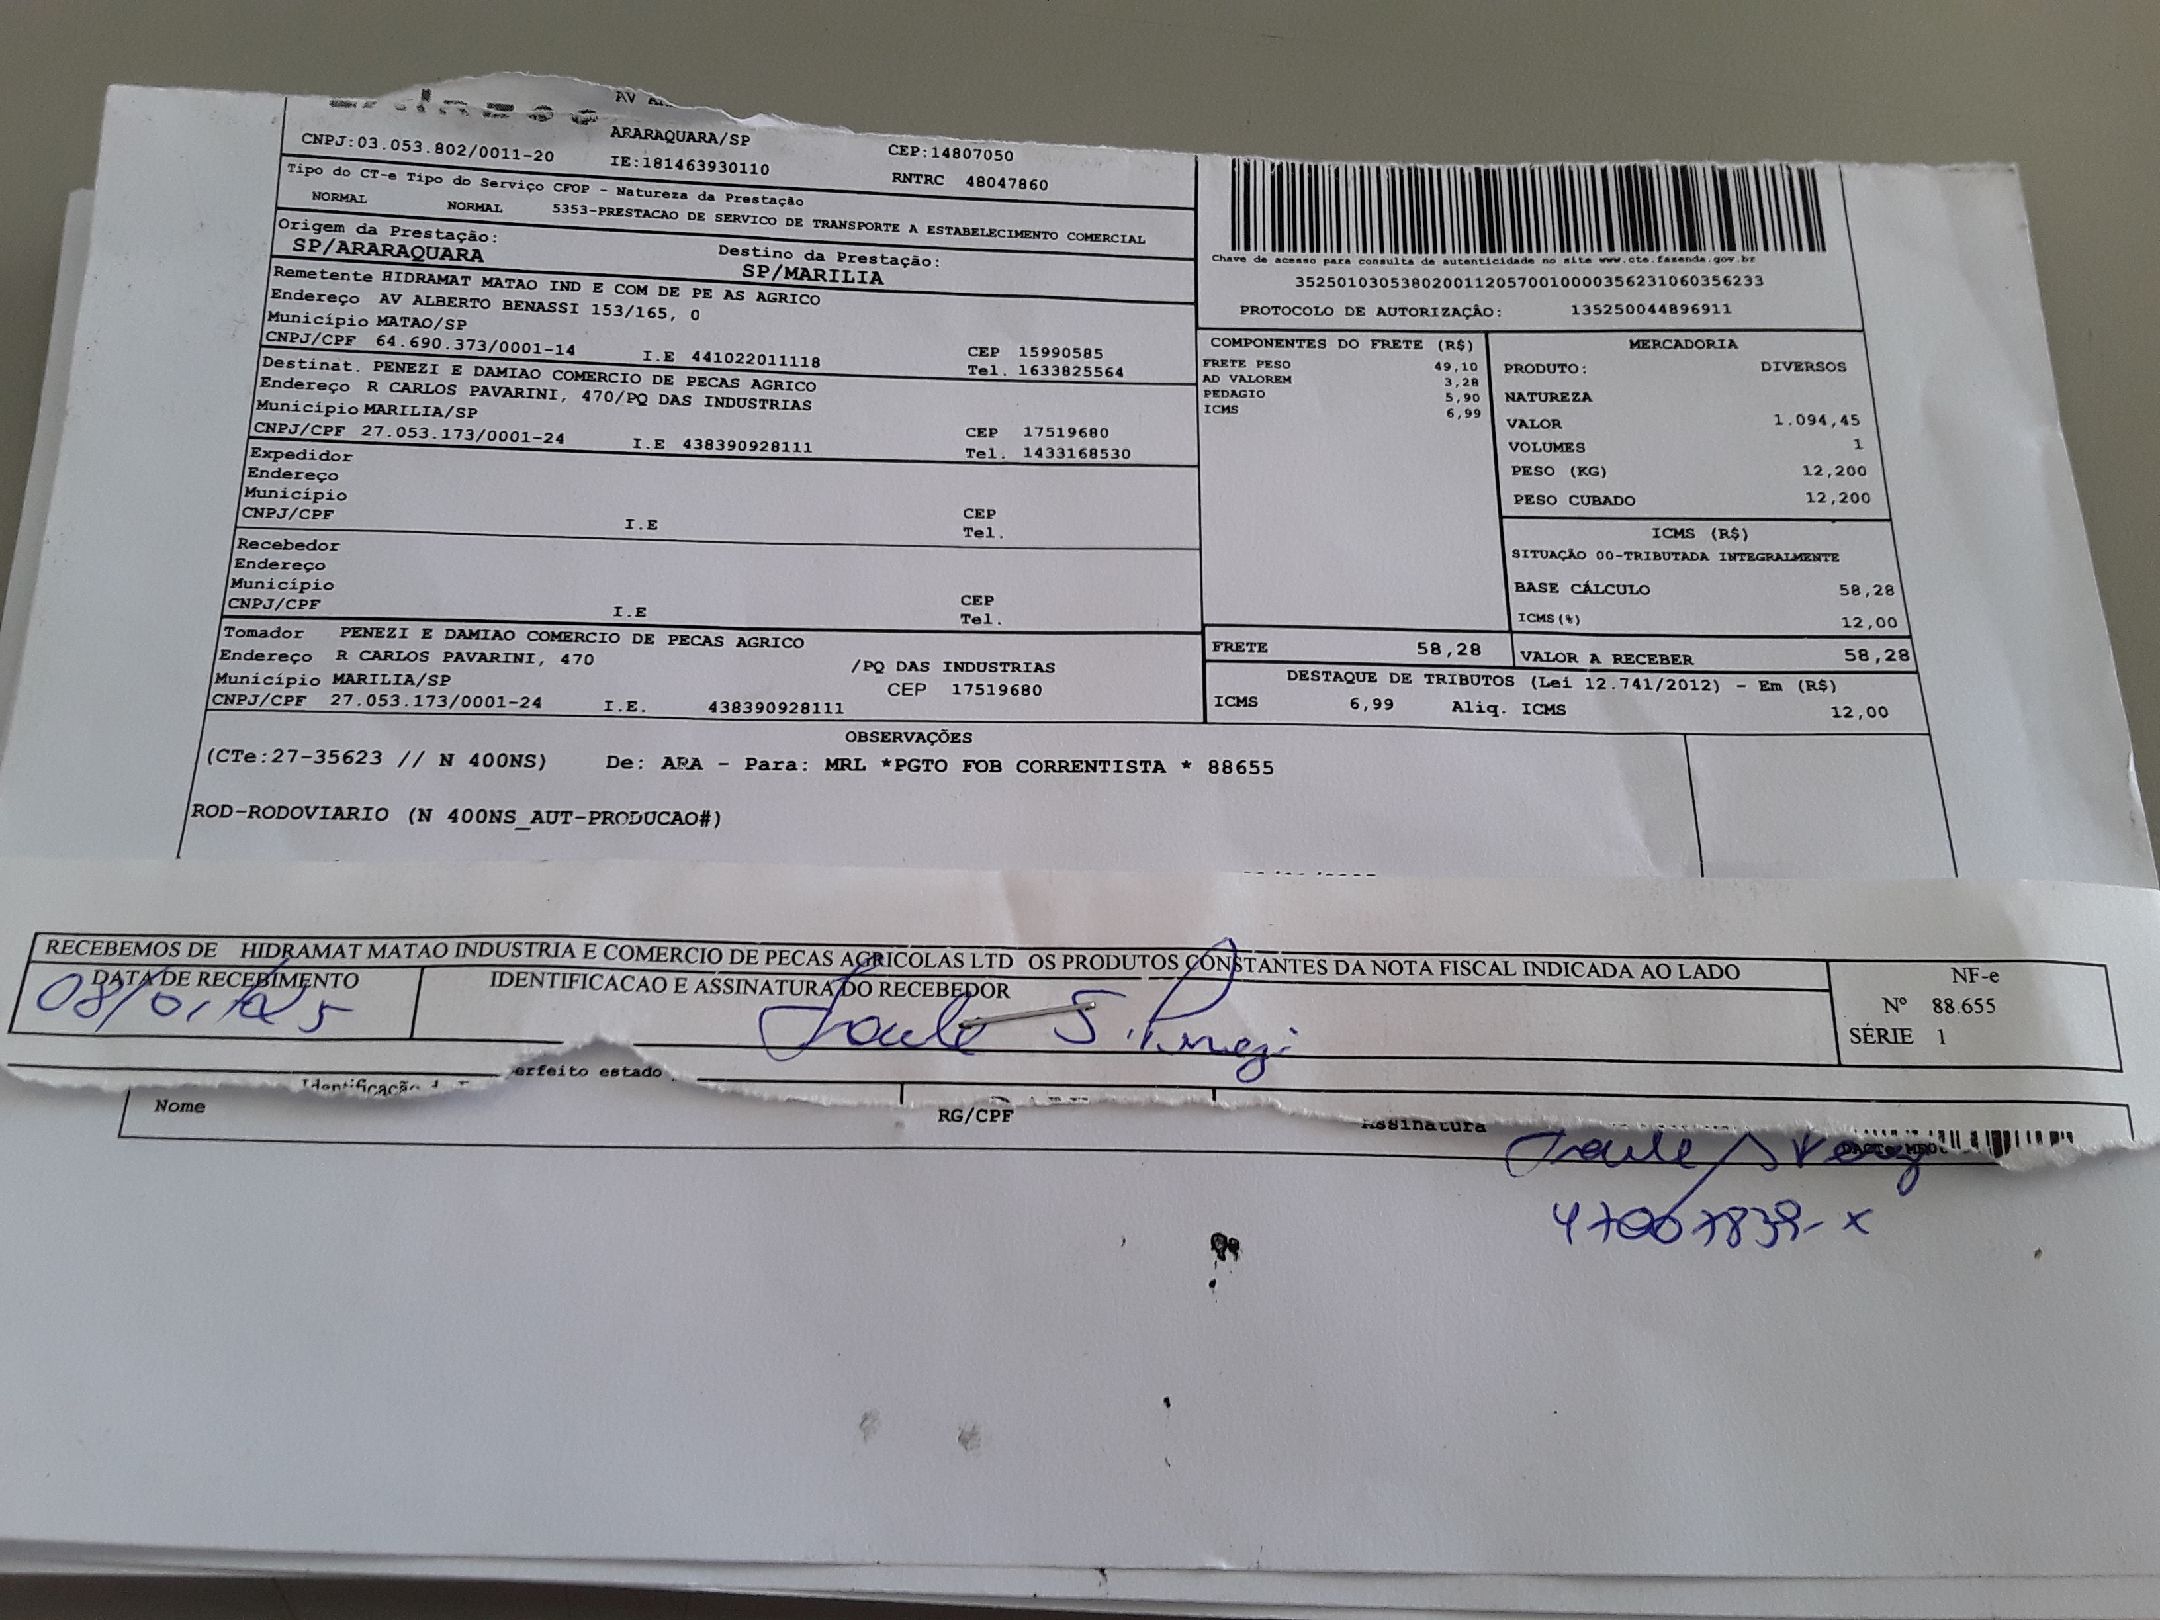 ARARAQUARA/SP CEP:14807050
CNPJ:03.053.802/0011-20 IE:181463930110 RNTRC 48047860
Tipo do CT-e Tipo do Serviço CFOP - Natureza da Prestação
NORMAL NORMAL 5353-PRESTACAO DE SERVICO DE TRANSPORTE A ESTABELECIMENTO COMERCIAL
Origem da Prestação: Destino da Prestação:
SP/ARARAQUARA SP/MARILIA
Remetente HIDRAMAT MATAO IND E COM DE PE AS AGRICO
Endereço AV ALBERTO BENASSI 153/165, 0
Município MATAO/SP CEP 15990585
CNPJ/CPF 64.690.373/0001-14 I.E 441022011118 Tel. 1633825564
Destinat. PENEZI E DAMIAO COMERCIO DE PECAS AGRICO
Endereço R CARLOS PAVARINI, 470/PQ DAS INDUSTRIAS
Município MARILIA/SP CEP 17519680
CNPJ/CPF 27.053.173/0001-24 I.E 438390928111 Tel. 1433168530
Expedidor
Endereço
Município CEP
CNPJ/CPF I.E Tel.
Recebedor
Endereço
Município CEP
CNPJ/CPF I.E Tel.
Tomador PENEZI E DAMIAO COMERCIO DE PECAS AGRICO
Endereço R CARLOS PAVARINI, 470 /PQ DAS INDUSTRIAS
Município MARILIA/SP CEP 17519680
CNPJ/CPF 27.053.173/0001-24 I.E. 438390928111
Chave de acesso para consulta de autenticidade no site www.cte.fazenda.gov.br
35250103053802001120570010000356231060356233
PROTOCOLO DE AUTORIZAÇÃO: 135250044896911
COMPONENTES DO FRETE (R$)
FRETE PESO 49,10
AD VALOREM 3,28
PEDAGIO 5,90
ICMS 6,99
MERCADORIA
PRODUTO: DIVERSOS
NATUREZA
VALOR 1.094,45
VOLUMES 1
PESO (KG) 12,200
PESO CUBADO 12,200
ICMS (R$)
SITUAÇÃO 00-TRIBUTADA INTEGRALMENTE
BASE CÁLCULO 58,28
ICMS(%) 12,00
FRETE 58,28 VALOR A RECEBER 58,28
DESTAQUE DE TRIBUTOS (Lei 12.741/2012) - Em (R$)
ICMS 6,99 Aliq. ICMS 12,00
OBSERVAÇÕES
(CTe:27-35623 // N 400NS) De: ARA - Para: MRL *PGTO FOB CORRENTISTA * 88655
ROD-RODOVIARIO (N 400NS_AUT-PRODUCAO#)
RECEBEMOS DE HIDRAMAT MATAO INDUSTRIA E COMERCIO DE PECAS AGRICOLAS LTD OS PRODUTOS CONSTANTES DA NOTA FISCAL INDICADA AO LADO
DATA DE RECEBIMENTO IDENTIFICACAO E ASSINATURA DO RECEBEDOR
08/01/25
NF-e
Nº 88.655
SÉRIE 1
estado
Nome RG/CPF Assinatura